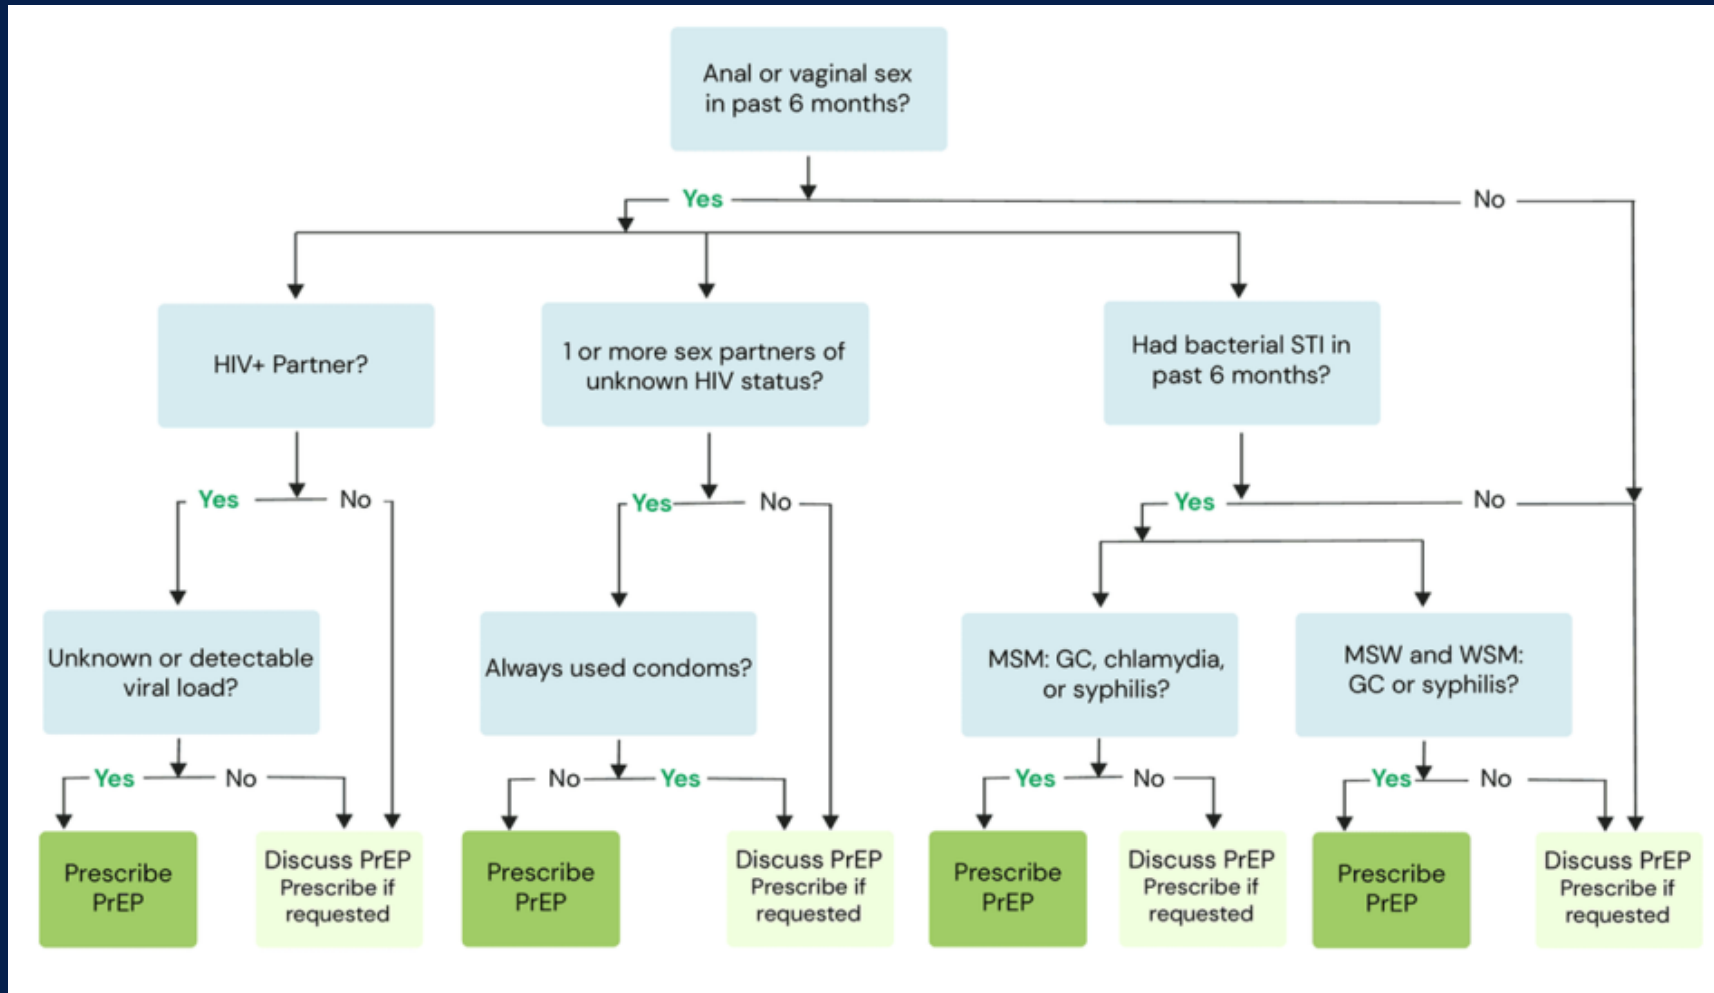 Anal or vaginal sex
in past 6 months?
Yes
No
HIV+ Partner?
1 or more sex partners of
unknown HIV status?
Had bacterial STI in
past 6 months?
Yes
No
Yes
No
Yes
No
Unknown or detectable
viral load?
Always used condoms?
MSM: GC, chlamydia,
or syphilis?
MSW and WSM:
GC or syphilis?
Yes
No
No
Yes
Yes
No
Yes
No
Prescribe
PrEP
Discuss PrEP
Prescribe if
requested
Prescribe
PrEP
Discuss PrEP
Prescribe if
requested
Prescribe
PrEP
Discuss PrEP
Prescribe if
requested
Prescribe
PrEP
Discuss PrEP
Prescribe if
requested